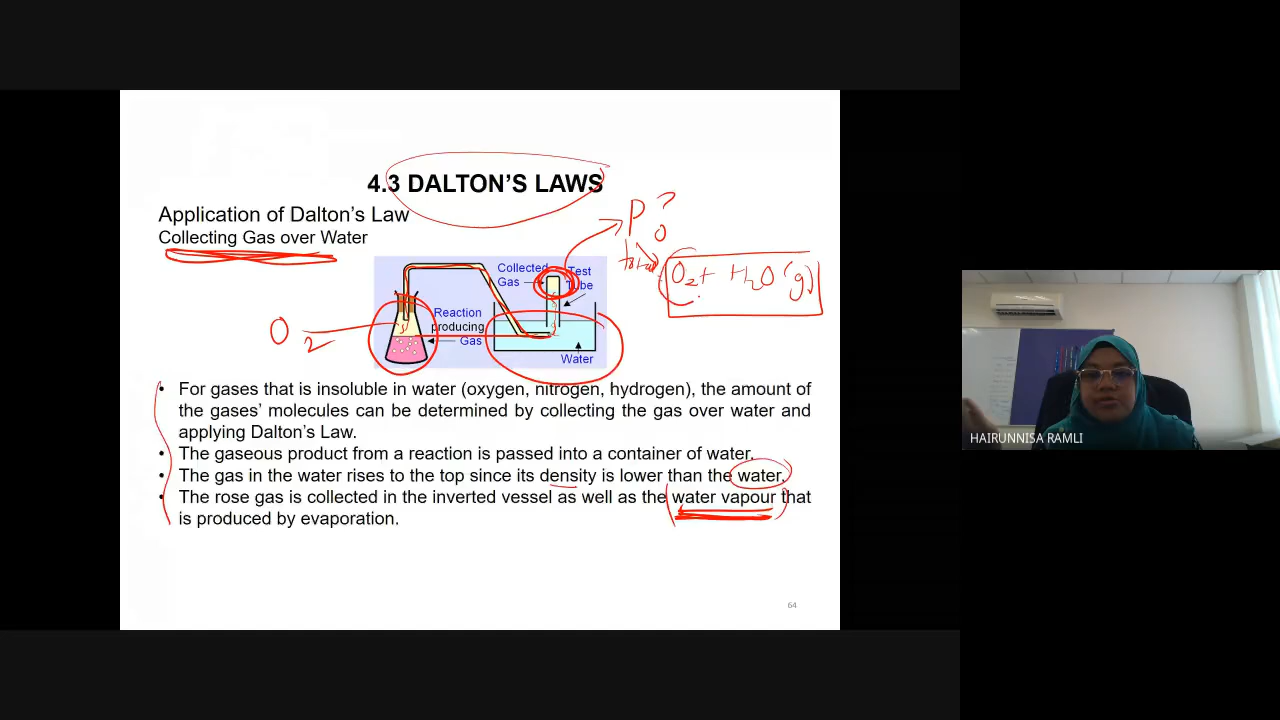 4.3 DALTON'S LAWS
Application of Dalton's Law
Collecting Gas over Water
P ?
total
O₂ + H₂O (g)
Collected Gas
Test Tube
Reaction producing Gas
Water
O₂
• For gases that is insoluble in water (oxygen, nitrogen, hydrogen), the amount of
the gases' molecules can be determined by collecting the gas over water and
applying Dalton's Law.
• The gaseous product from a reaction is passed into a container of water.
• The gas in the water rises to the top since its density is lower than the water.
• The rose gas is collected in the inverted vessel as well as the water vapour that
is produced by evaporation.
64
HAIRUNNISA RAMLI